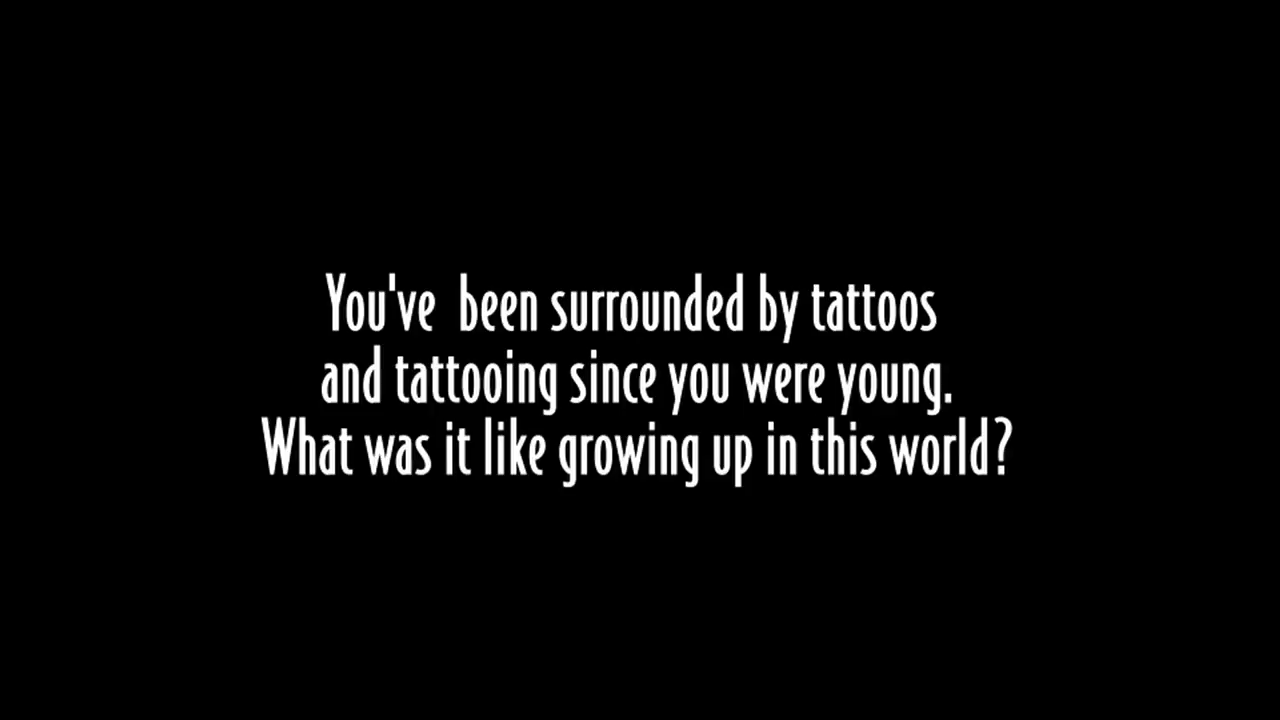 You've  been surrounded by tattoos
and tattooing since you were young.
What was it like growing up in this world?